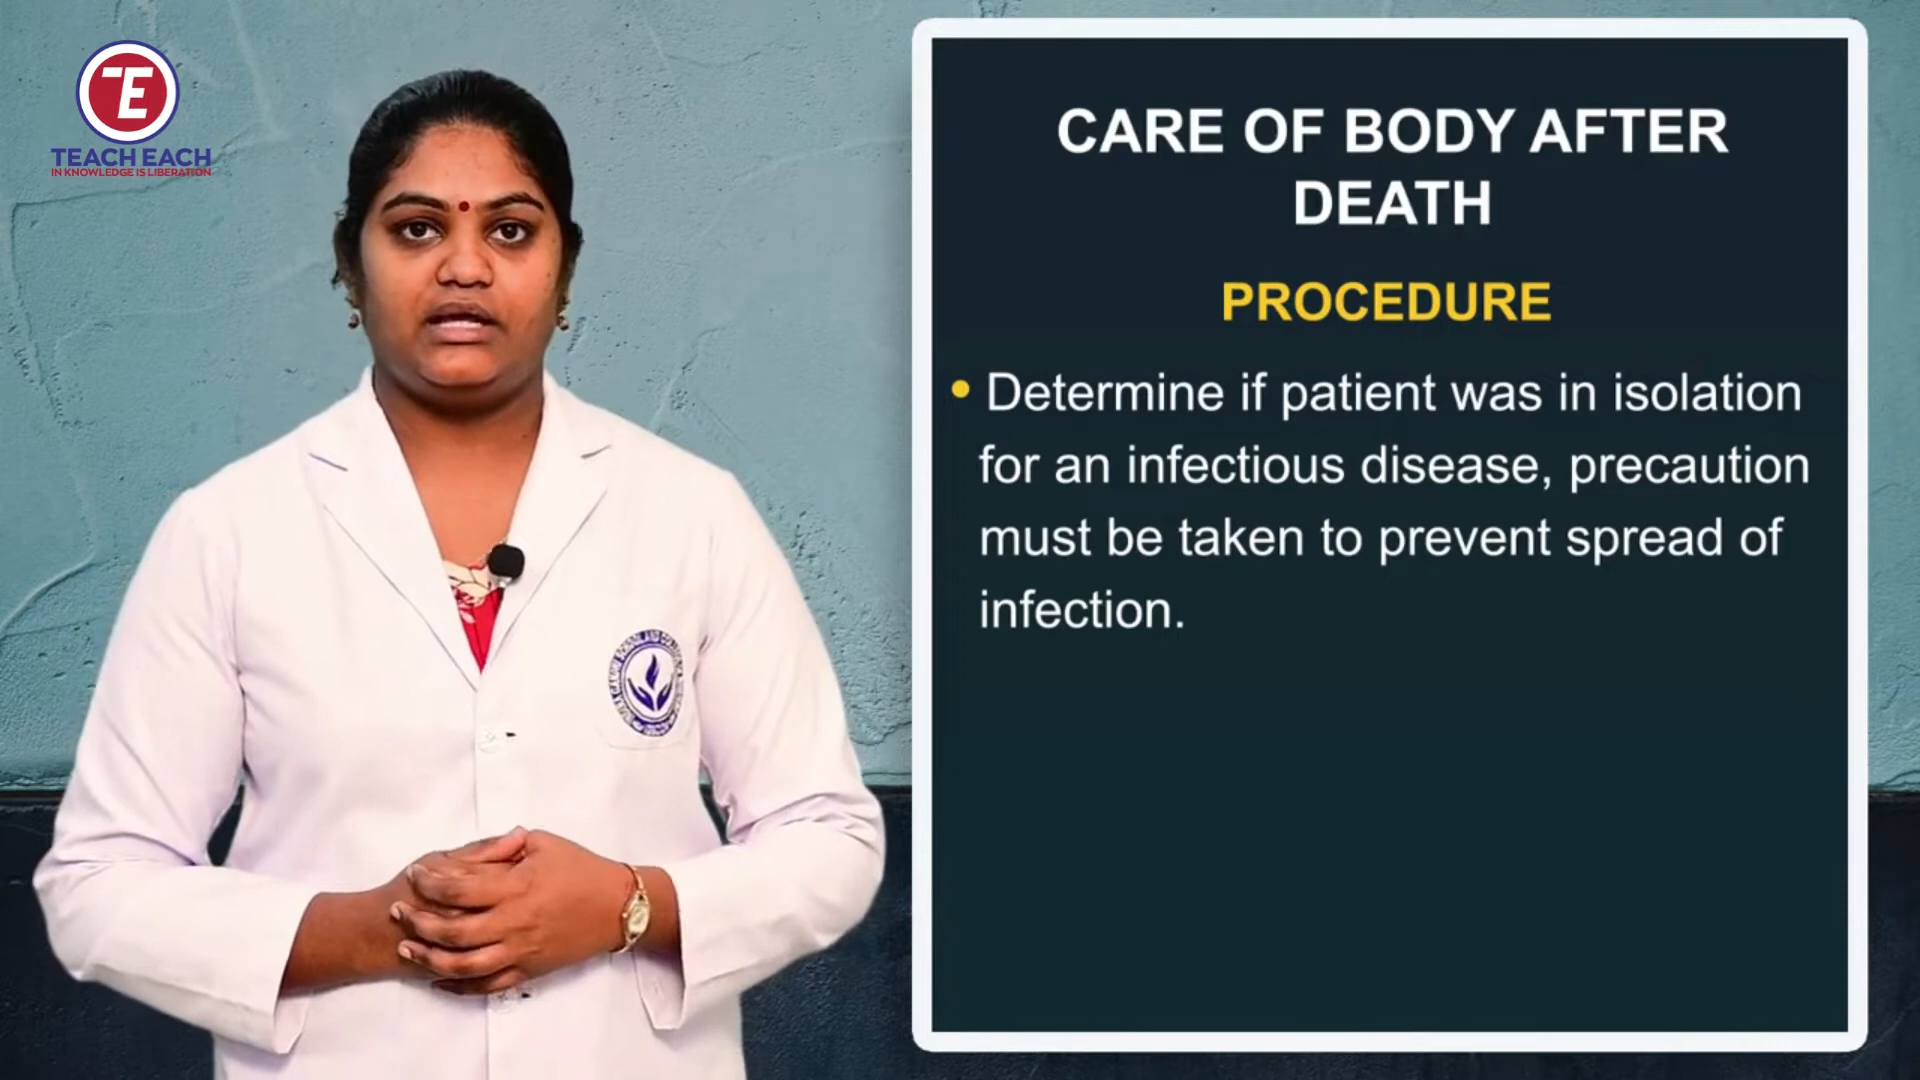 TE
TEACH EACH
IN KNOWLEDGE IS LIBERATION
CARE OF BODY AFTER
DEATH
PROCEDURE
• Determine if patient was in isolation
for an infectious disease, precaution
must be taken to prevent spread of
infection.